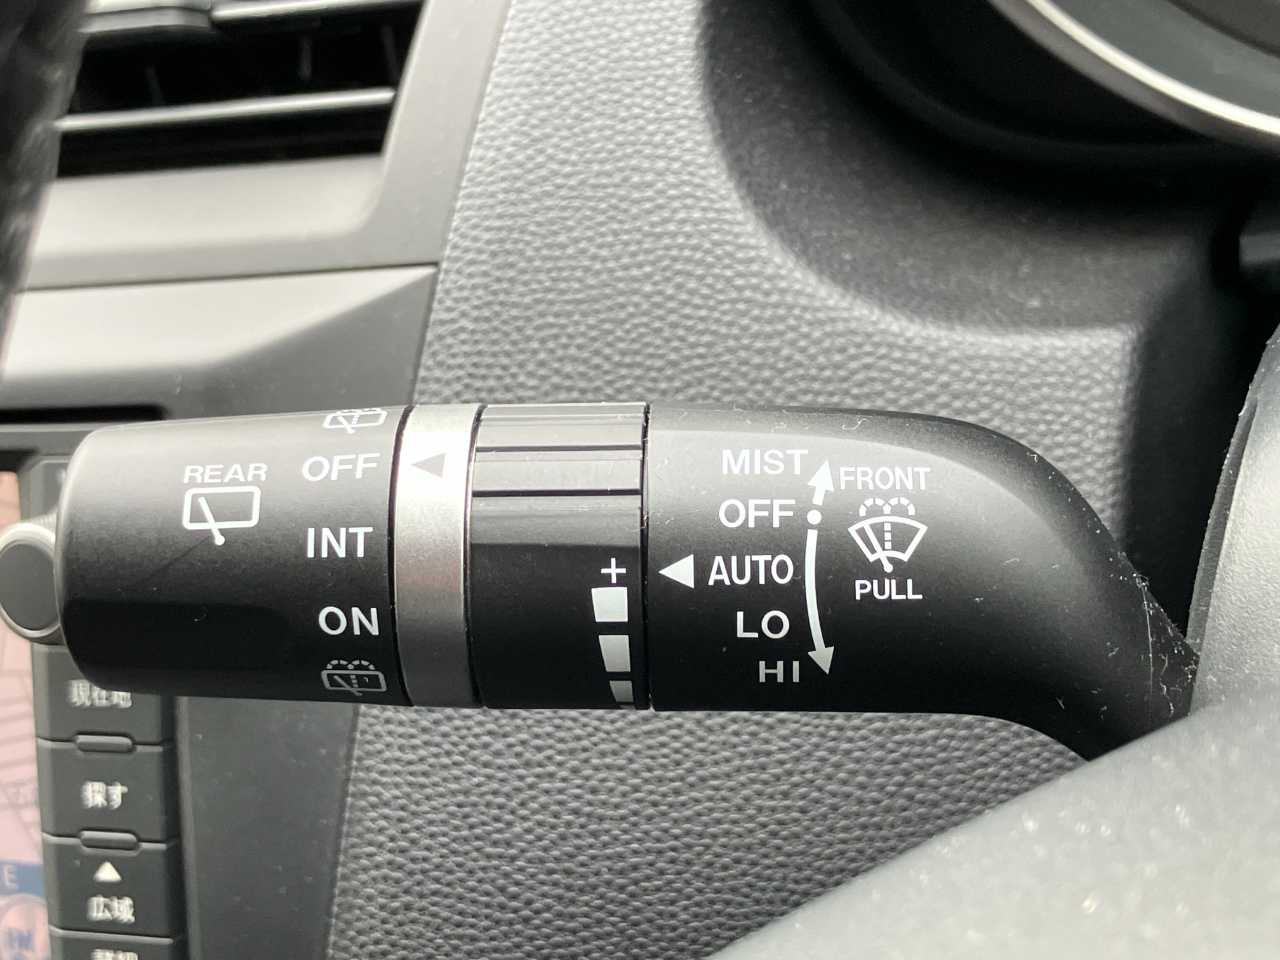 REAR
OFF
INT
ON
+
MIST
OFF
AUTO
LO
HI
FRONT
PULL
現在地
探す
広域
E